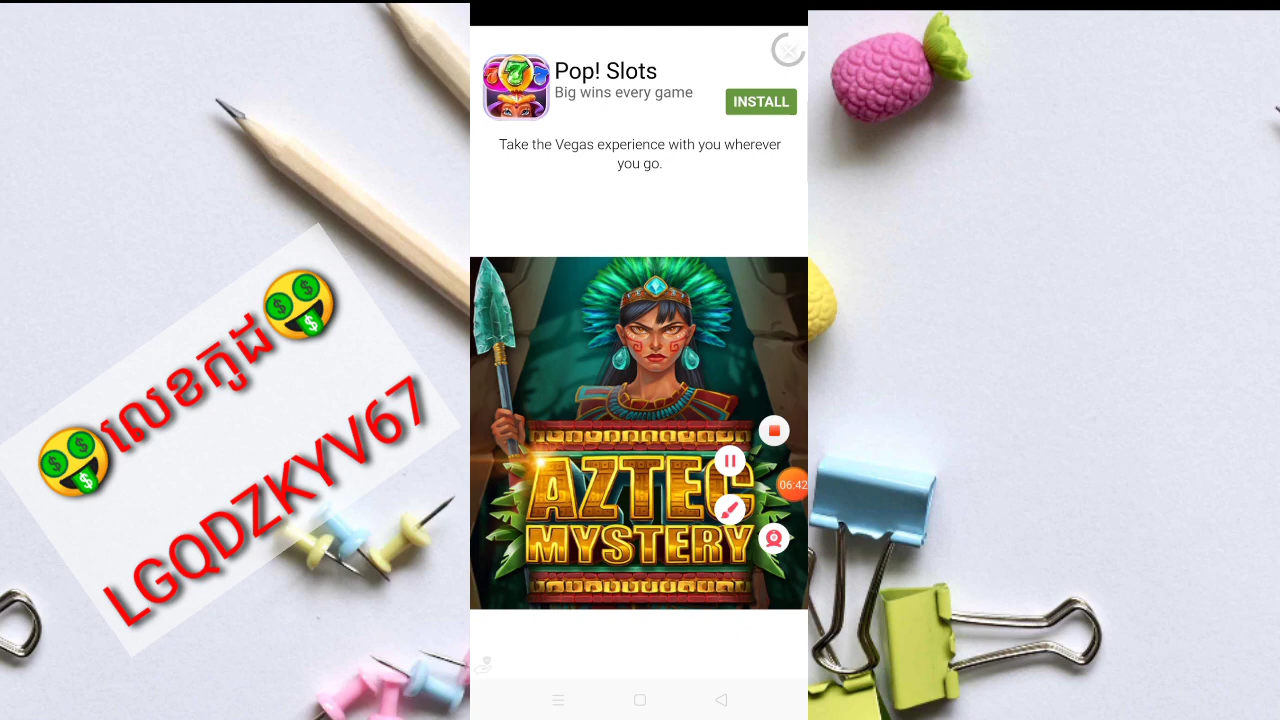 លេខកូដ
LGQDZKYV67
Pop! Slots
Big wins every game
INSTALL
Take the Vegas experience with you wherever
you go.
7
AZTEC
MYSTERY
06:42